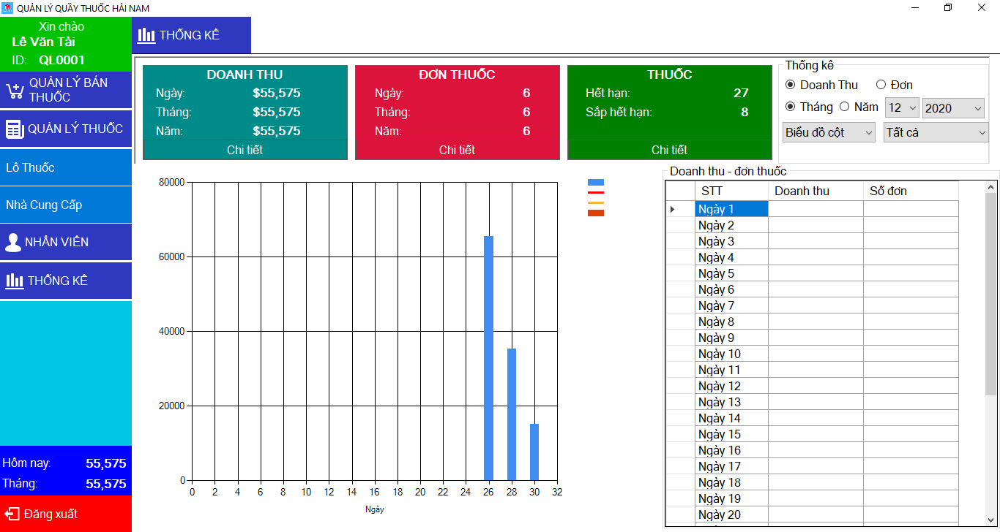 QUẢN LÝ QUẦY THUỐC HẢI NAM
Xin chào
Lê Văn Tài
ID: QL0001
QUẢN LÝ BÁN
THUỐC
QUẢN LÝ THUỐC
Lô Thuốc
Nhà Cung Cấp
NHÂN VIÊN
THỐNG KÊ
Hôm nay: 55,575
Tháng: 55,575
Đăng xuất
THỐNG KÊ
DOANH THU
Ngày: $55,575
Tháng: $55,575
Năm: $55,575
Chi tiết
ĐƠN THUỐC
Ngày: 6
Tháng: 6
Năm: 6
Chi tiết
THUỐC
Hết hạn: 27
Sắp hết hạn: 8
Chi tiết
Thống kê
Doanh Thu Đơn
Tháng Năm 12 2020
Biểu đồ cột Tất cả
80000
60000
40000
20000
0
0 2 4 6 8 10 12 14 16 18 20 22 24 26 28 30 32
Ngày
Doanh thu - đơn thuốc
STT Doanh thu Số đơn
Ngày 1
Ngày 2
Ngày 3
Ngày 4
Ngày 5
Ngày 6
Ngày 7
Ngày 8
Ngày 9
Ngày 10
Ngày 11
Ngày 12
Ngày 13
Ngày 14
Ngày 15
Ngày 16
Ngày 17
Ngày 18
Ngày 19
Ngày 20